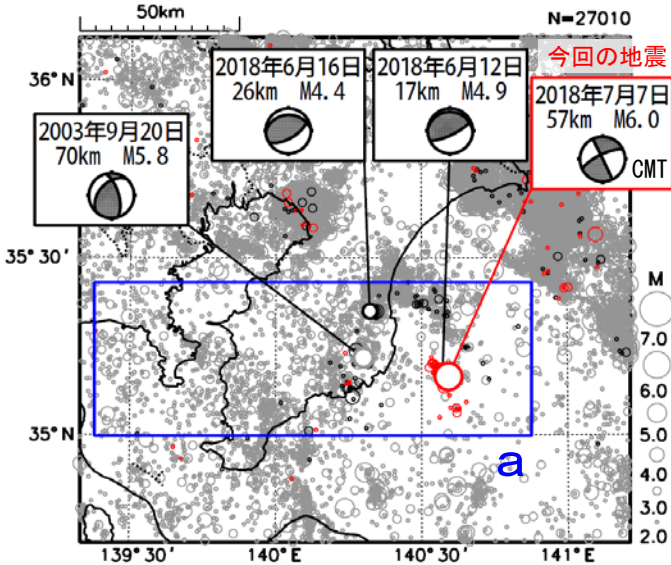 50km
N=27010
今回の地震
36°N
2018年6月16日
26km M4.4
2018年6月12日
17km M4.9
2018年7月7日
57km M6.0
CMT
2003年9月20日
70km M5.8
35°30'
M
7.0
6.0
5.0
4.0
3.0
2.0
35°N
a
139°30'
140°E
140°30'
141°E